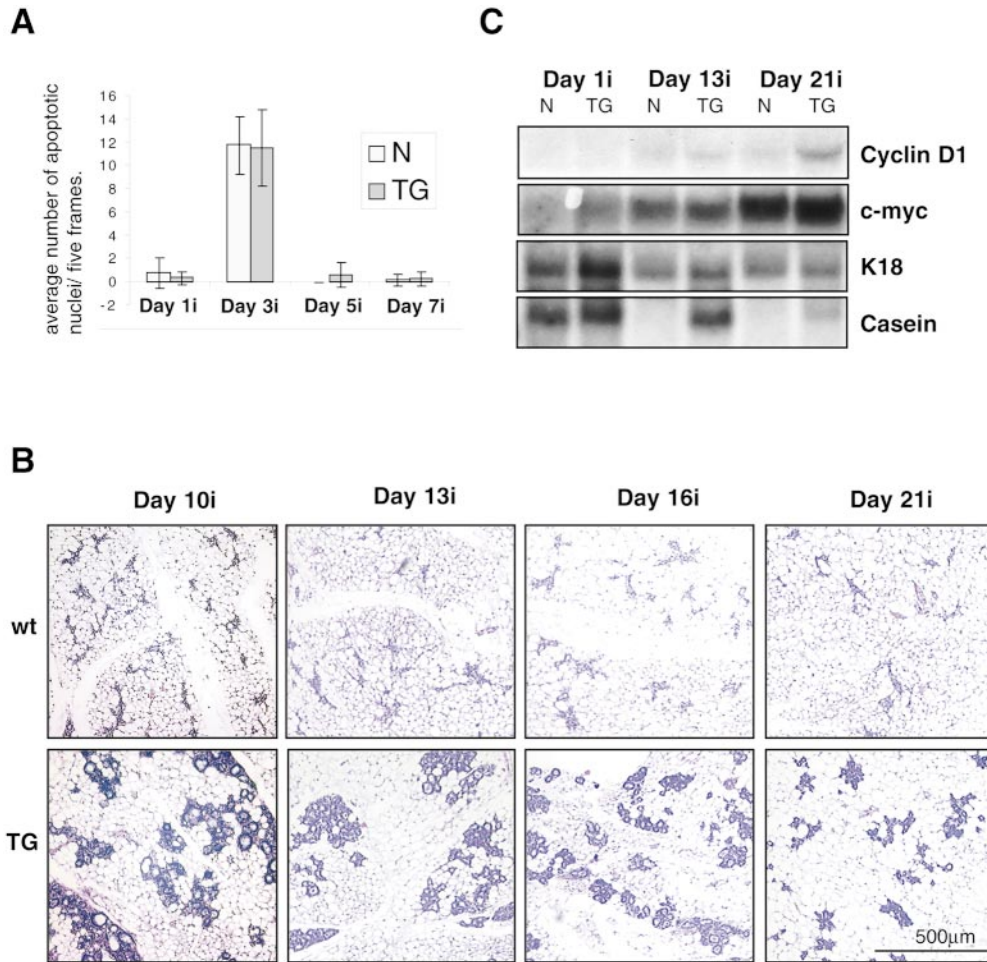 A
average number of apoptotic
nuclei/ five frames.
16
14
12
10
8
6
4
2
0
-2
Day 1i Day 3i Day 5i Day 7i
N
TG
C
Day 1i Day 13i Day 21i
N TG N TG N TG
Cyclin D1
c-myc
K18
Casein
B
Day 10i Day 13i Day 16i Day 21i
wt
TG
500µm